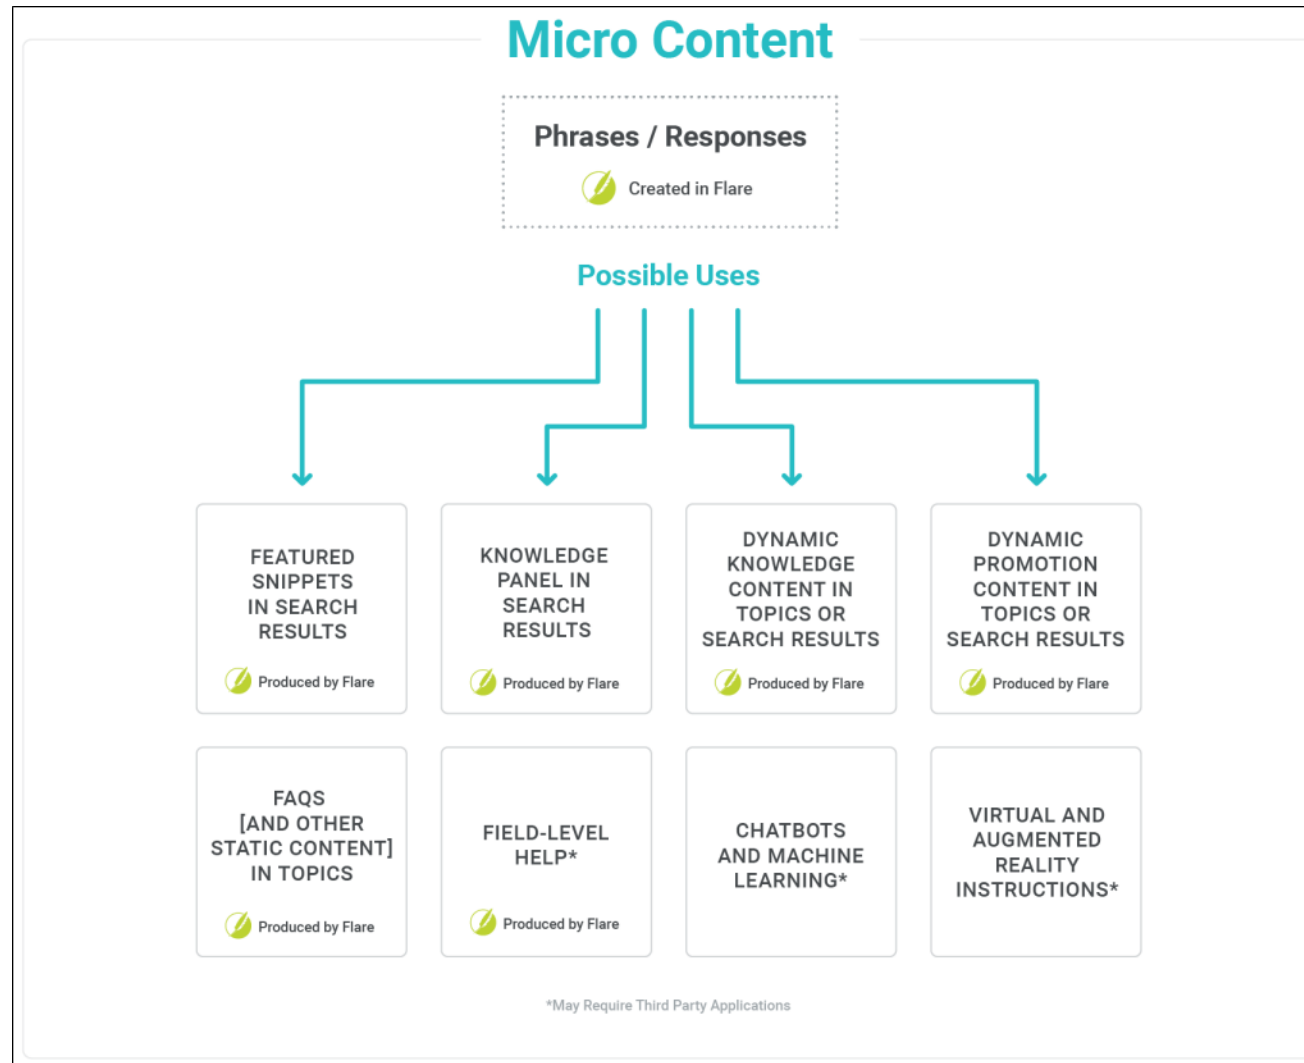 Micro Content
Phrases / Responses
Created in Flare
Possible Uses
FEATURED
SNIPPETS
IN SEARCH
RESULTS
Produced by Flare
KNOWLEDGE
PANEL IN
SEARCH
RESULTS
Produced by Flare
DYNAMIC
KNOWLEDGE
CONTENT IN
TOPICS OR
SEARCH RESULTS
Produced by Flare
DYNAMIC
PROMOTION
CONTENT IN
TOPICS OR
SEARCH RESULTS
Produced by Flare
FAQS
[AND OTHER
STATIC CONTENT]
IN TOPICS
Produced by Flare
FIELD-LEVEL
HELP*
Produced by Flare
CHATBOTS
AND MACHINE
LEARNING*
VIRTUAL AND
AUGMENTED
REALITY
INSTRUCTIONS*
*May Require Third Party Applications